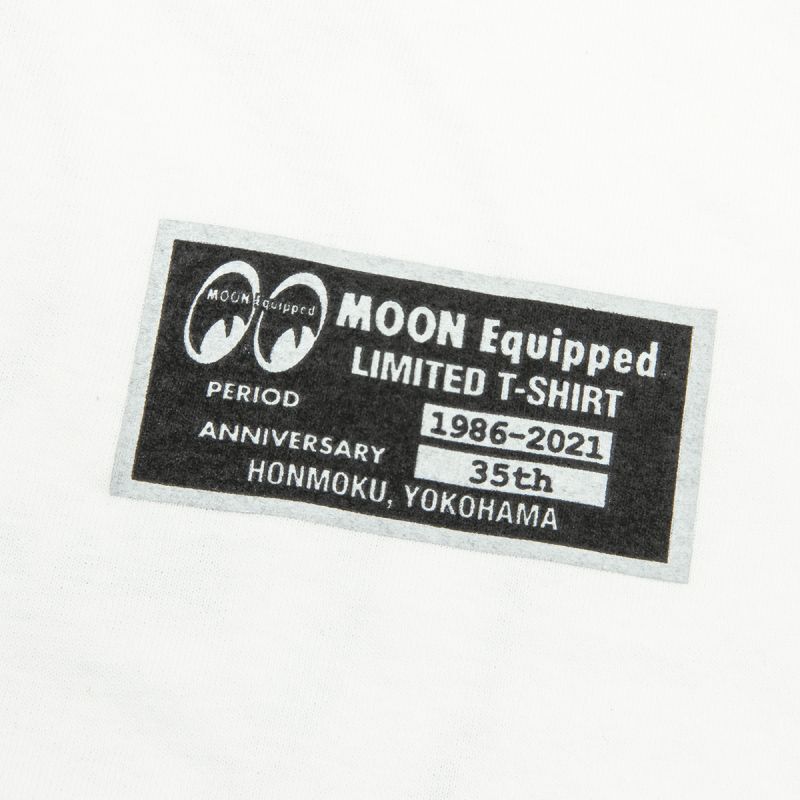 MOON Equipped
MOON Equipped
LIMITED T-SHIRT
PERIOD 1986-2021
ANNIVERSARY 35th
HONMOKU, YOKOHAMA